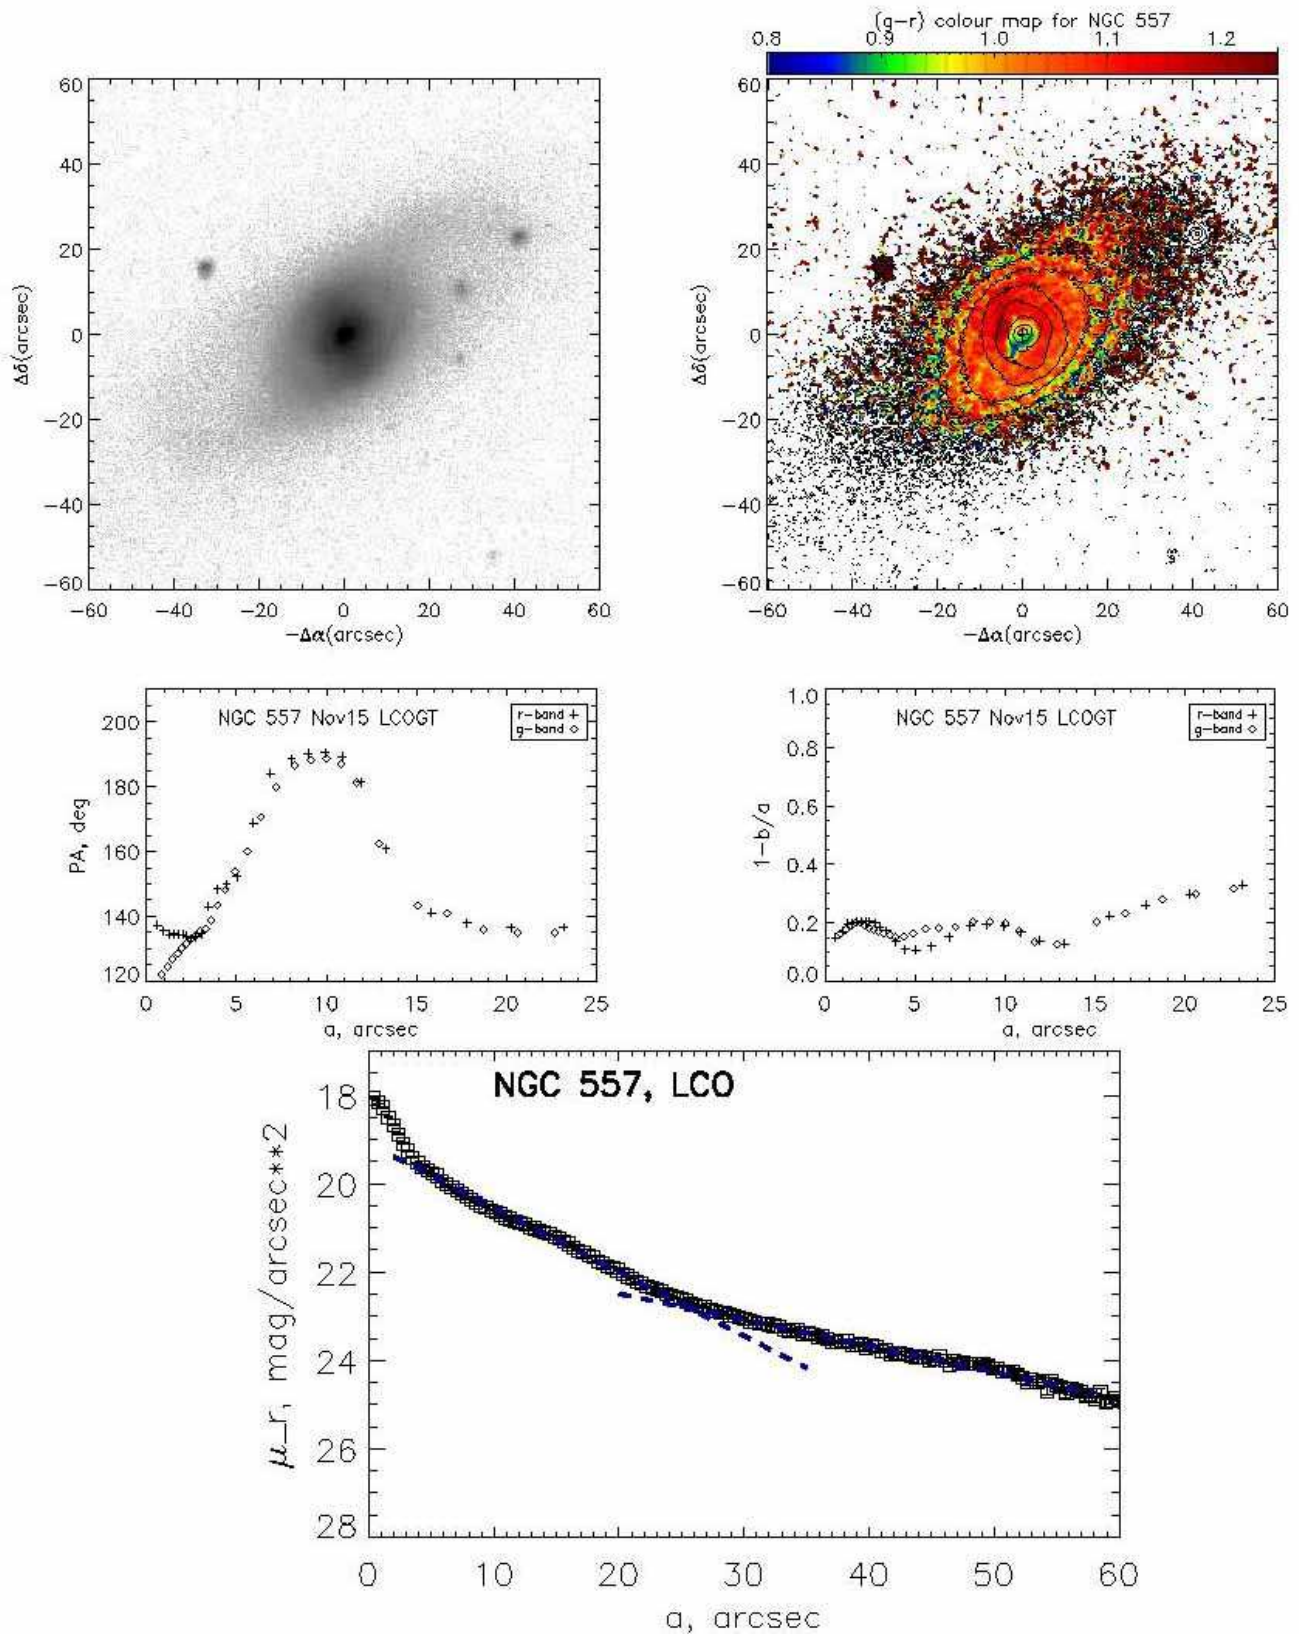 (g-r) colour map for NGC 557
0.8 0.9 1.0 1.1 1.2
60
40
20
0
-20
-40
-60
Δδ(arcsec)
-60 -40 -20 0 20 40 60
-Δα(arcsec)
60
40
20
0
-20
-40
-60
Δδ(arcsec)
-60 -40 -20 0 20 40 60
-Δα(arcsec)
NGC 557 Nov15 LCOGT
r-band +
g-band ◇
200
180
160
140
120
PA, deg
0 5 10 15 20 25
a, arcsec
NGC 557 Nov15 LCOGT
r-band +
g-band ◇
1.0
0.8
0.6
0.4
0.2
0.0
1-b/a
0 5 10 15 20 25
a, arcsec
NGC 557, LCO
18
20
22
24
26
28
μ_r, mag/arcsec**2
0 10 20 30 40 50 60
a, arcsec